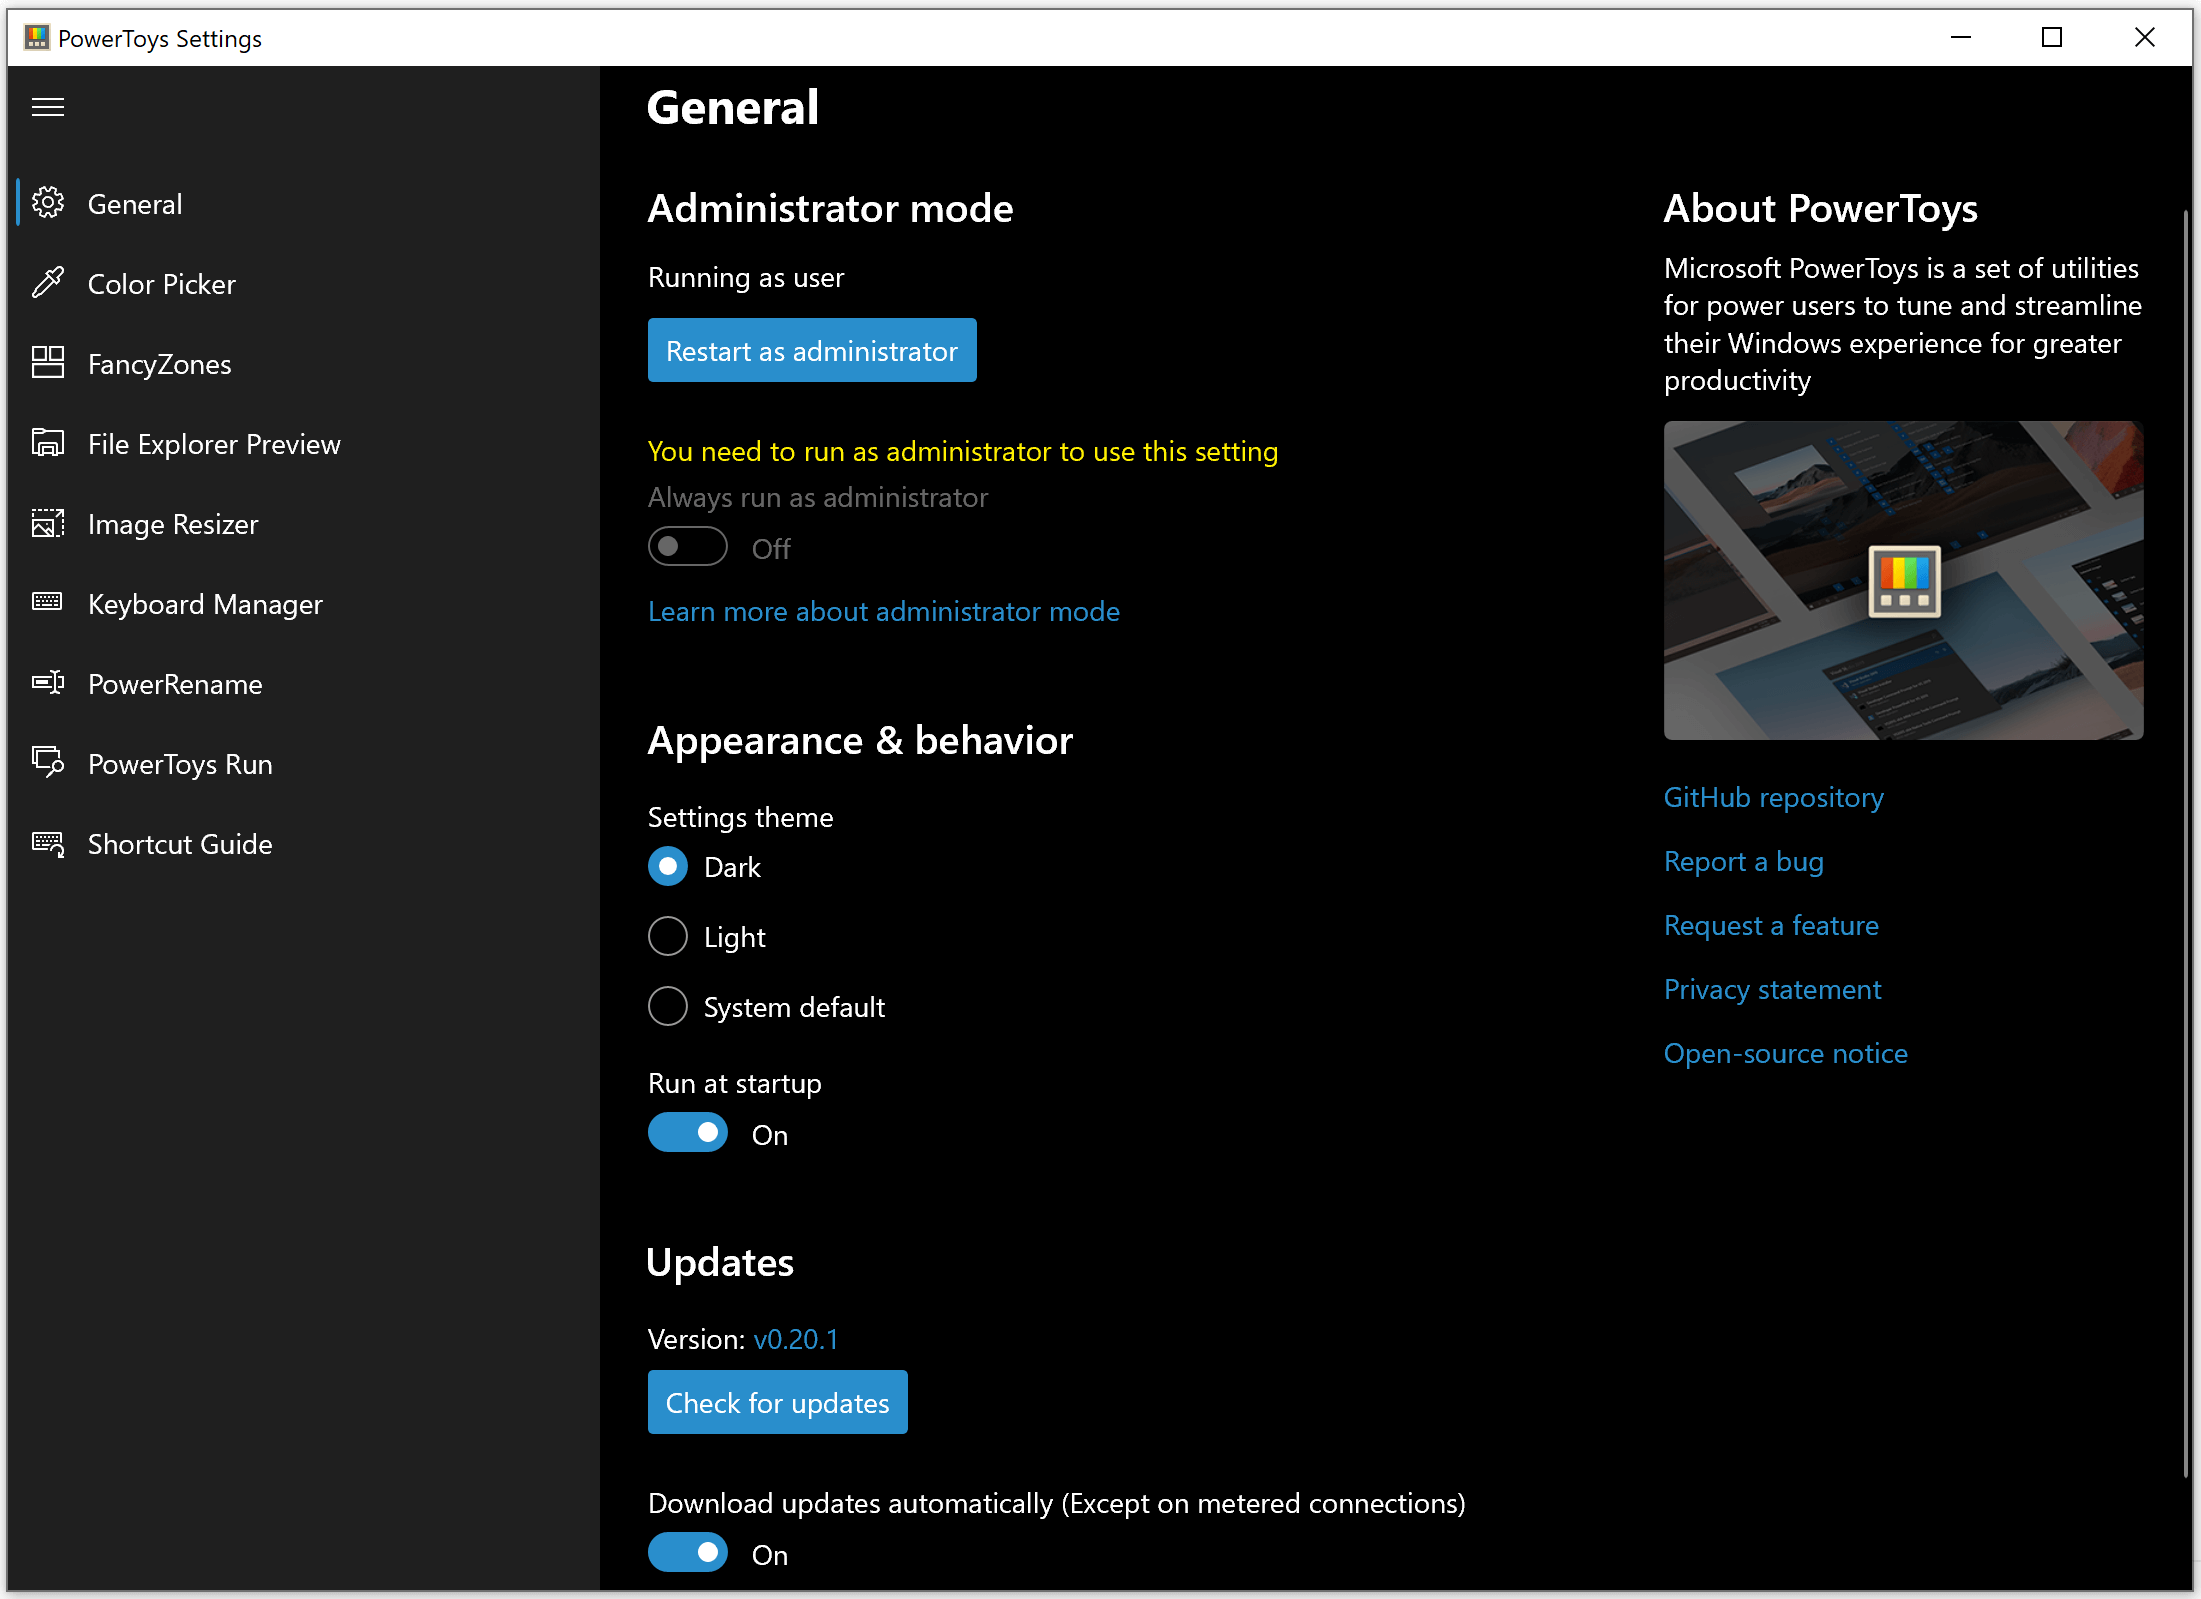 PowerToys Settings
General
Color Picker
FancyZones
File Explorer Preview
Image Resizer
Keyboard Manager
PowerRename
PowerToys Run
Shortcut Guide
General
Administrator mode
Running as user
Restart as administrator
You need to run as administrator to use this setting
Always run as administrator
Off
Learn more about administrator mode
Appearance & behavior
Settings theme
Dark
Light
System default
Run at startup
On
Updates
Version: v0.20.1
Check for updates
Download updates automatically (Except on metered connections)
On
About PowerToys
Microsoft PowerToys is a set of utilities
for power users to tune and streamline
their Windows experience for greater
productivity
GitHub repository
Report a bug
Request a feature
Privacy statement
Open-source notice